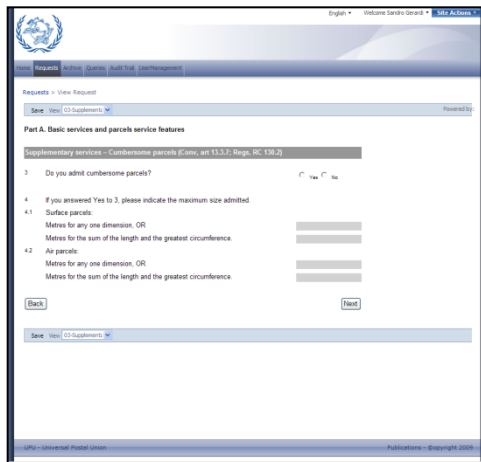 English Welcome Sandro Gerardi Site Actions
Home Requests Archive Queries Audit Trail UserManagement
Requests > View Request
Save View 03-Supplements Powered by:
Part A. Basic services and parcels service features
Supplementary services – Cumbersome parcels (Conv, art 13.3.7; Regs, RC 130.2)
3 Do you admit cumbersome parcels? Yes No
4 If you answered Yes to 3, please indicate the maximum size admitted.
4.1 Surface parcels:
Metres for any one dimension, OR
Metres for the sum of the length and the greatest circumference.
4.2 Air parcels:
Metres for any one dimension, OR
Metres for the sum of the length and the greatest circumference.
Back Next
Save View 03-Supplements
UPU - Universal Postal Union Publications - ©opyright 2009